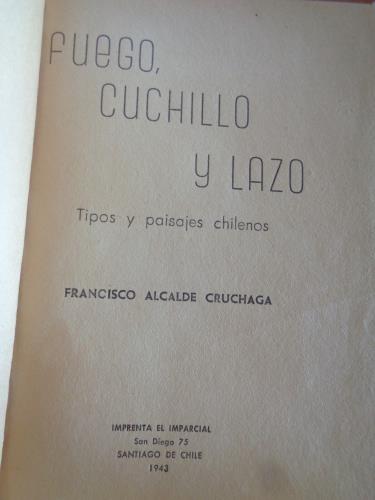 FUEGO,
CUCHILLO
Y LAZO
Tipos y paisajes chilenos
FRANCISCO ALCALDE CRUCHAGA
IMPRENTA EL IMPARCIAL
San Diego 75
SANTIAGO DE CHILE
1943